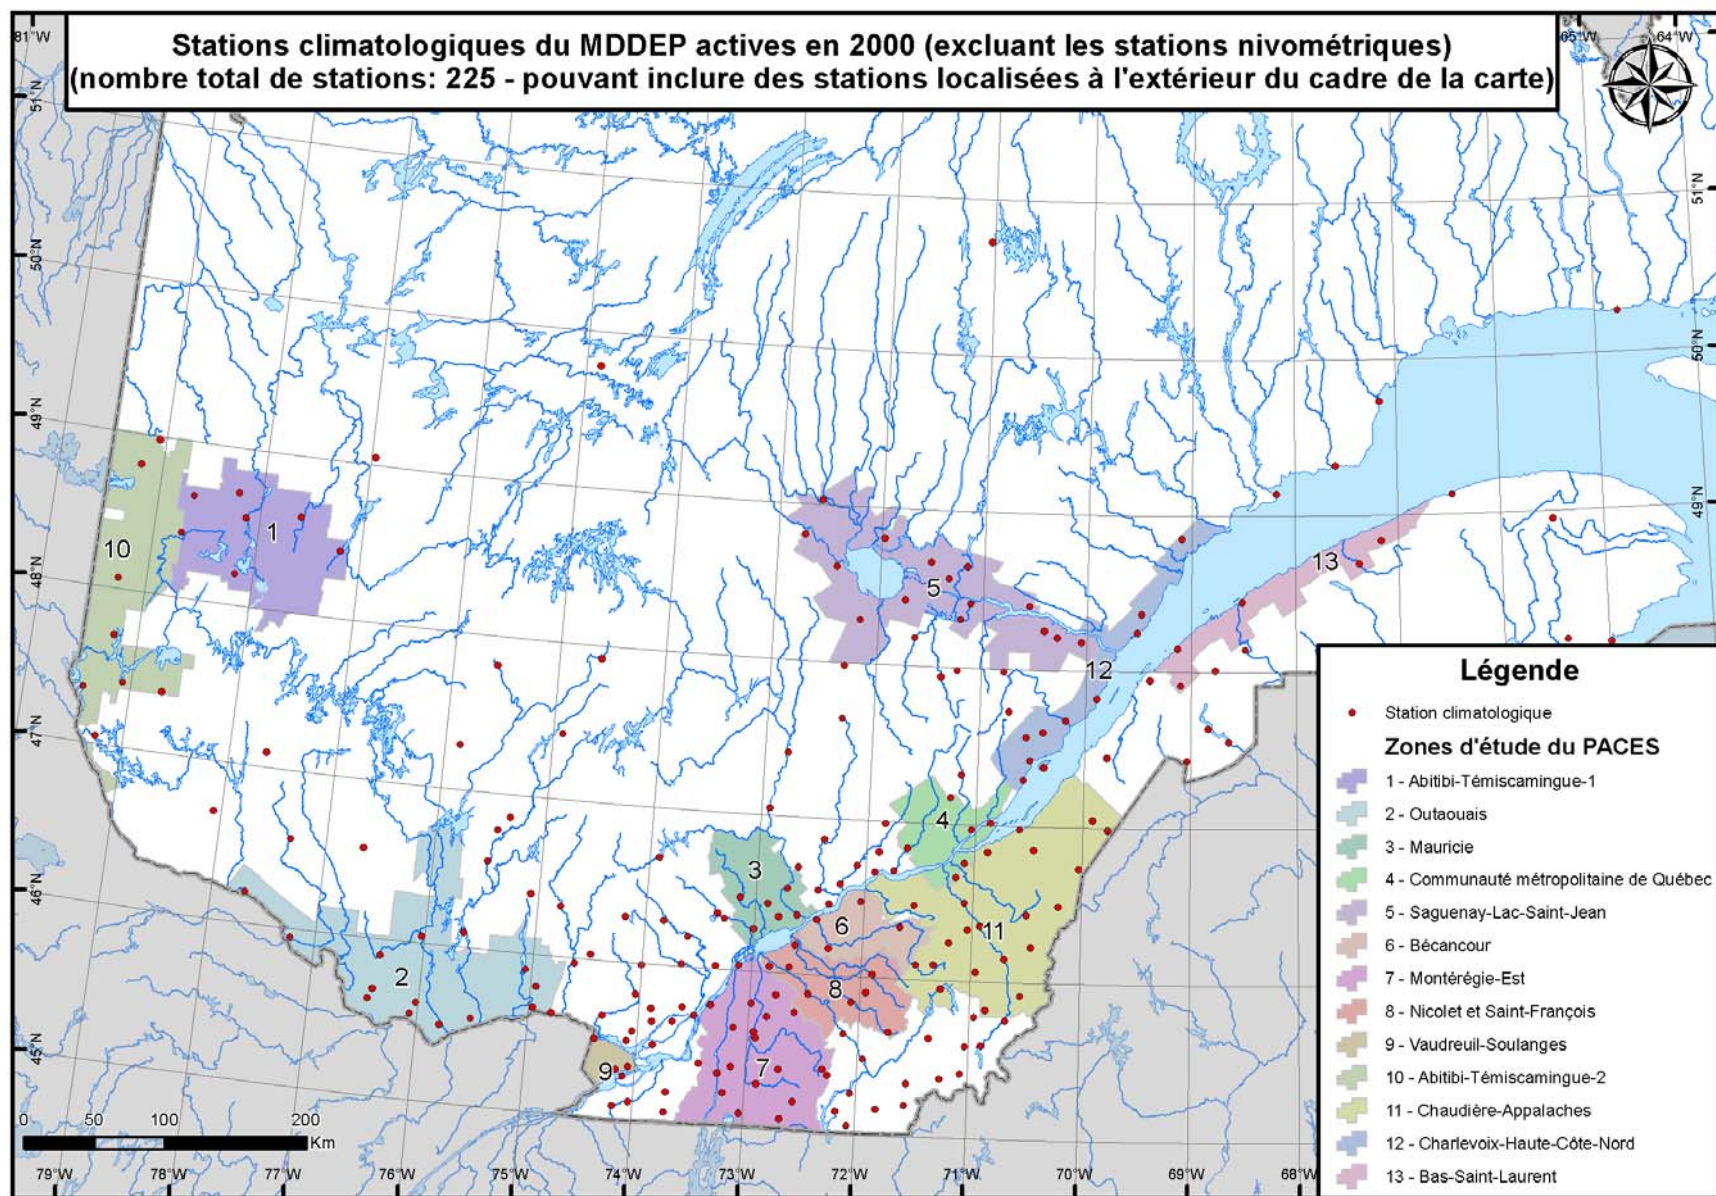 Stations climatologiques du MDDEP actives en 2000 (excluant les stations nivométriques)
(nombre total de stations: 225 - pouvant inclure des stations localisées à l'extérieur du cadre de la carte)
81°W
65°W
64°W
51°N
51°N
50°N
50°N
49°N
49°N
48°N
47°N
46°N
45°N
1
10
5
13
12
4
3
6
11
2
8
7
9
Légende
Station climatologique
Zones d'étude du PACES
1 - Abitibi-Témiscamingue-1
2 - Outaouais
3 - Mauricie
4 - Communauté métropolitaine de Québec
5 - Saguenay-Lac-Saint-Jean
6 - Bécancour
7 - Montérégie-Est
8 - Nicolet et Saint-François
9 - Vaudreuil-Soulanges
10 - Abitibi-Témiscamingue-2
11 - Chaudière-Appalaches
12 - Charlevoix-Haute-Côte-Nord
13 - Bas-Saint-Laurent
0 50 100 200
Km
79°W 78°W 77°W 76°W 75°W 74°W 73°W 72°W 71°W 70°W 69°W 68°W